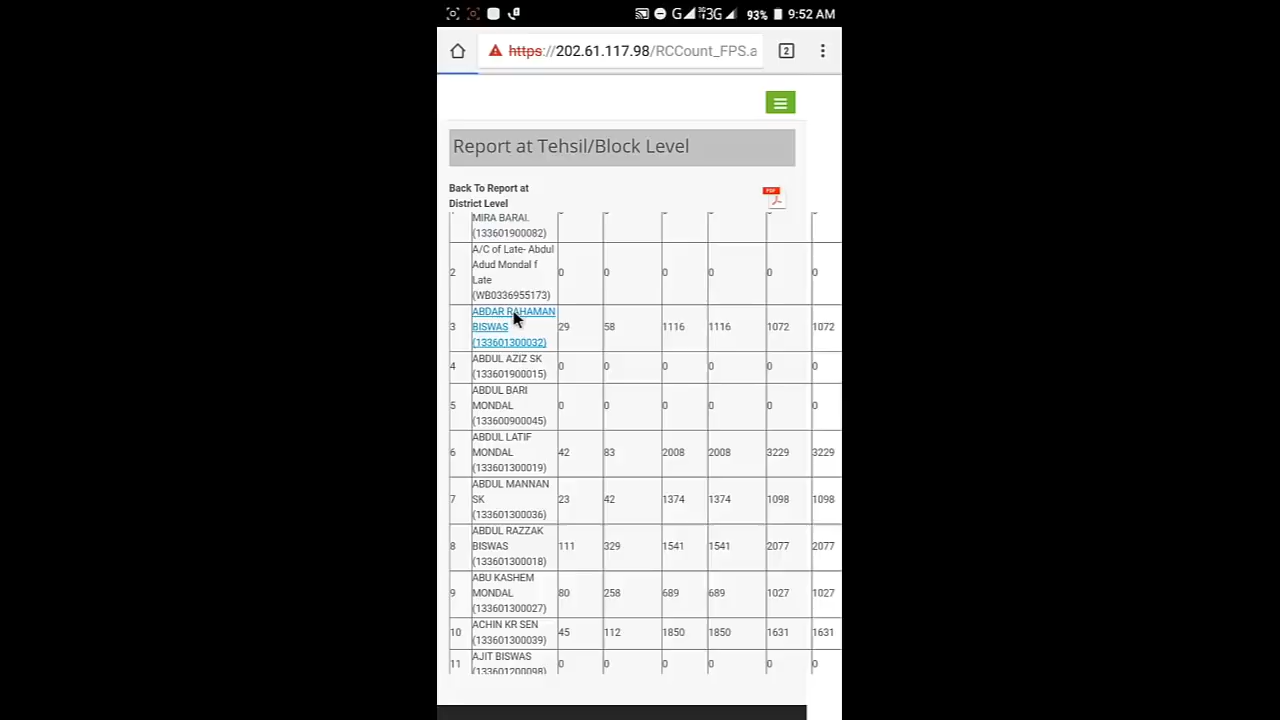 G 3G 93% 9:52 AM
https://202.61.117.98/RCCount_FPS.a 2
Report at Tehsil/Block Level
Back To Report at
District Level
PDF
MIRA BARAI.
(133601900082)
2 A/C of Late- Abdul Adud Mondal f Late (WB0336955173) 0 0 0 0 0 0
3 ABDAR RAHAMAN BISWAS (133601300032) 29 58 1116 1116 1072 1072
4 ABDUL AZIZ SK (133601900015) 0 0 0 0 0 0
5 ABDUL BARI MONDAL (133600900045) 0 0 0 0 0 0
6 ABDUL LATIF MONDAL (133601300019) 42 83 2008 2008 3229 3229
7 ABDUL MANNAN SK (133601300036) 23 42 1374 1374 1098 1098
8 ABDUL RAZZAK BISWAS (133601300018) 111 329 1541 1541 2077 2077
9 ABU KASHEM MONDAL (133601300027) 80 258 689 689 1027 1027
10 ACHIN KR SEN (133601300039) 45 112 1850 1850 1631 1631
11 AJIT BISWAS (133601200098) 0 0 0 0 0 0